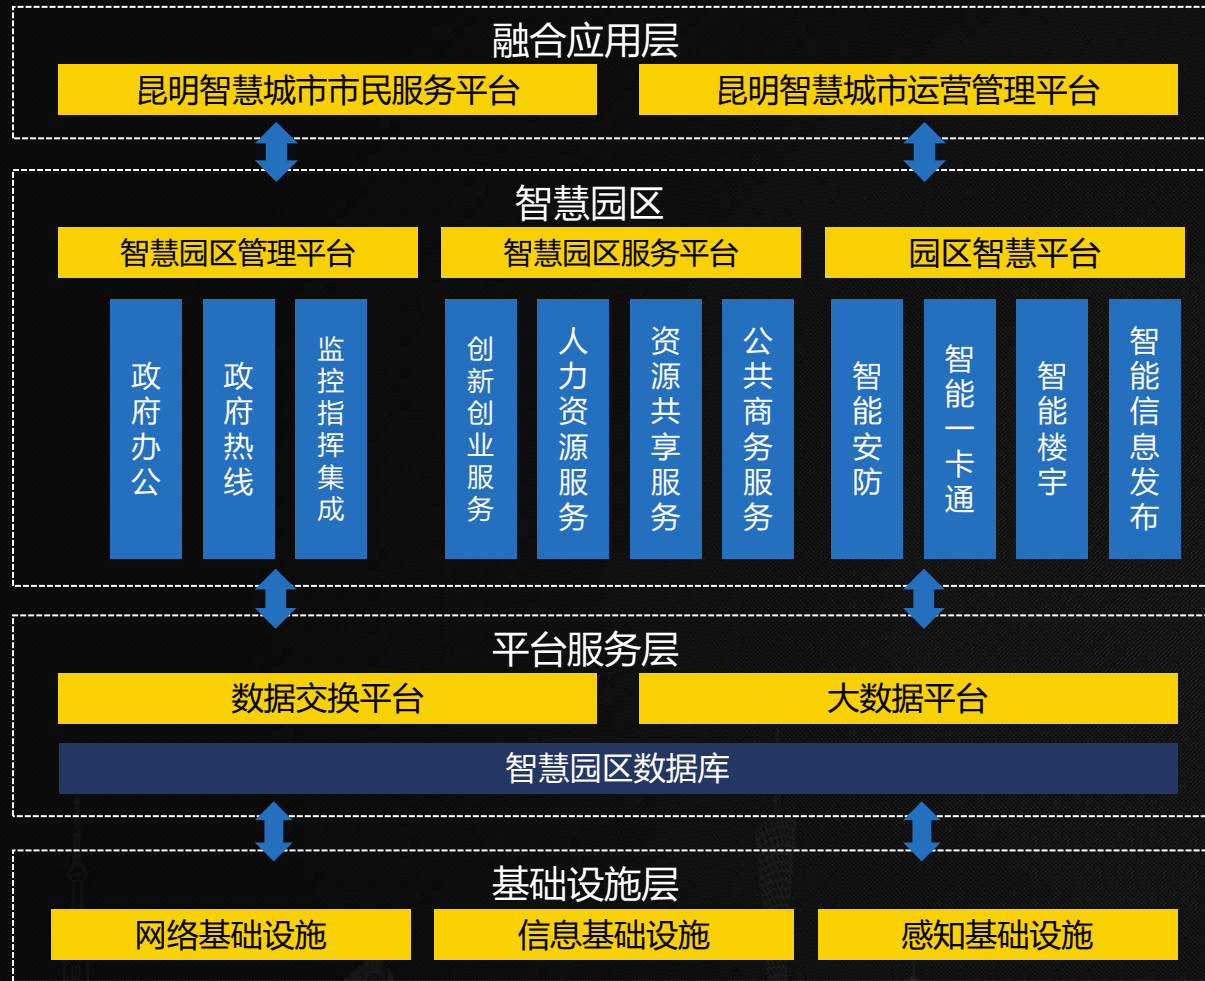 融合应用层
昆明智慧城市市民服务平台
昆明智慧城市运营管理平台
智慧园区
智慧园区管理平台
智慧园区服务平台
园区智慧平台
政府办公
政府热线
监控指挥集成
创新创业服务
人力资源服务
资源共享服务
公共商务服务
智能安防
智能一卡通
智能楼宇
智能信息发布
平台服务层
数据交换平台
大数据平台
智慧园区数据库
基础设施层
网络基础设施
信息基础设施
感知基础设施